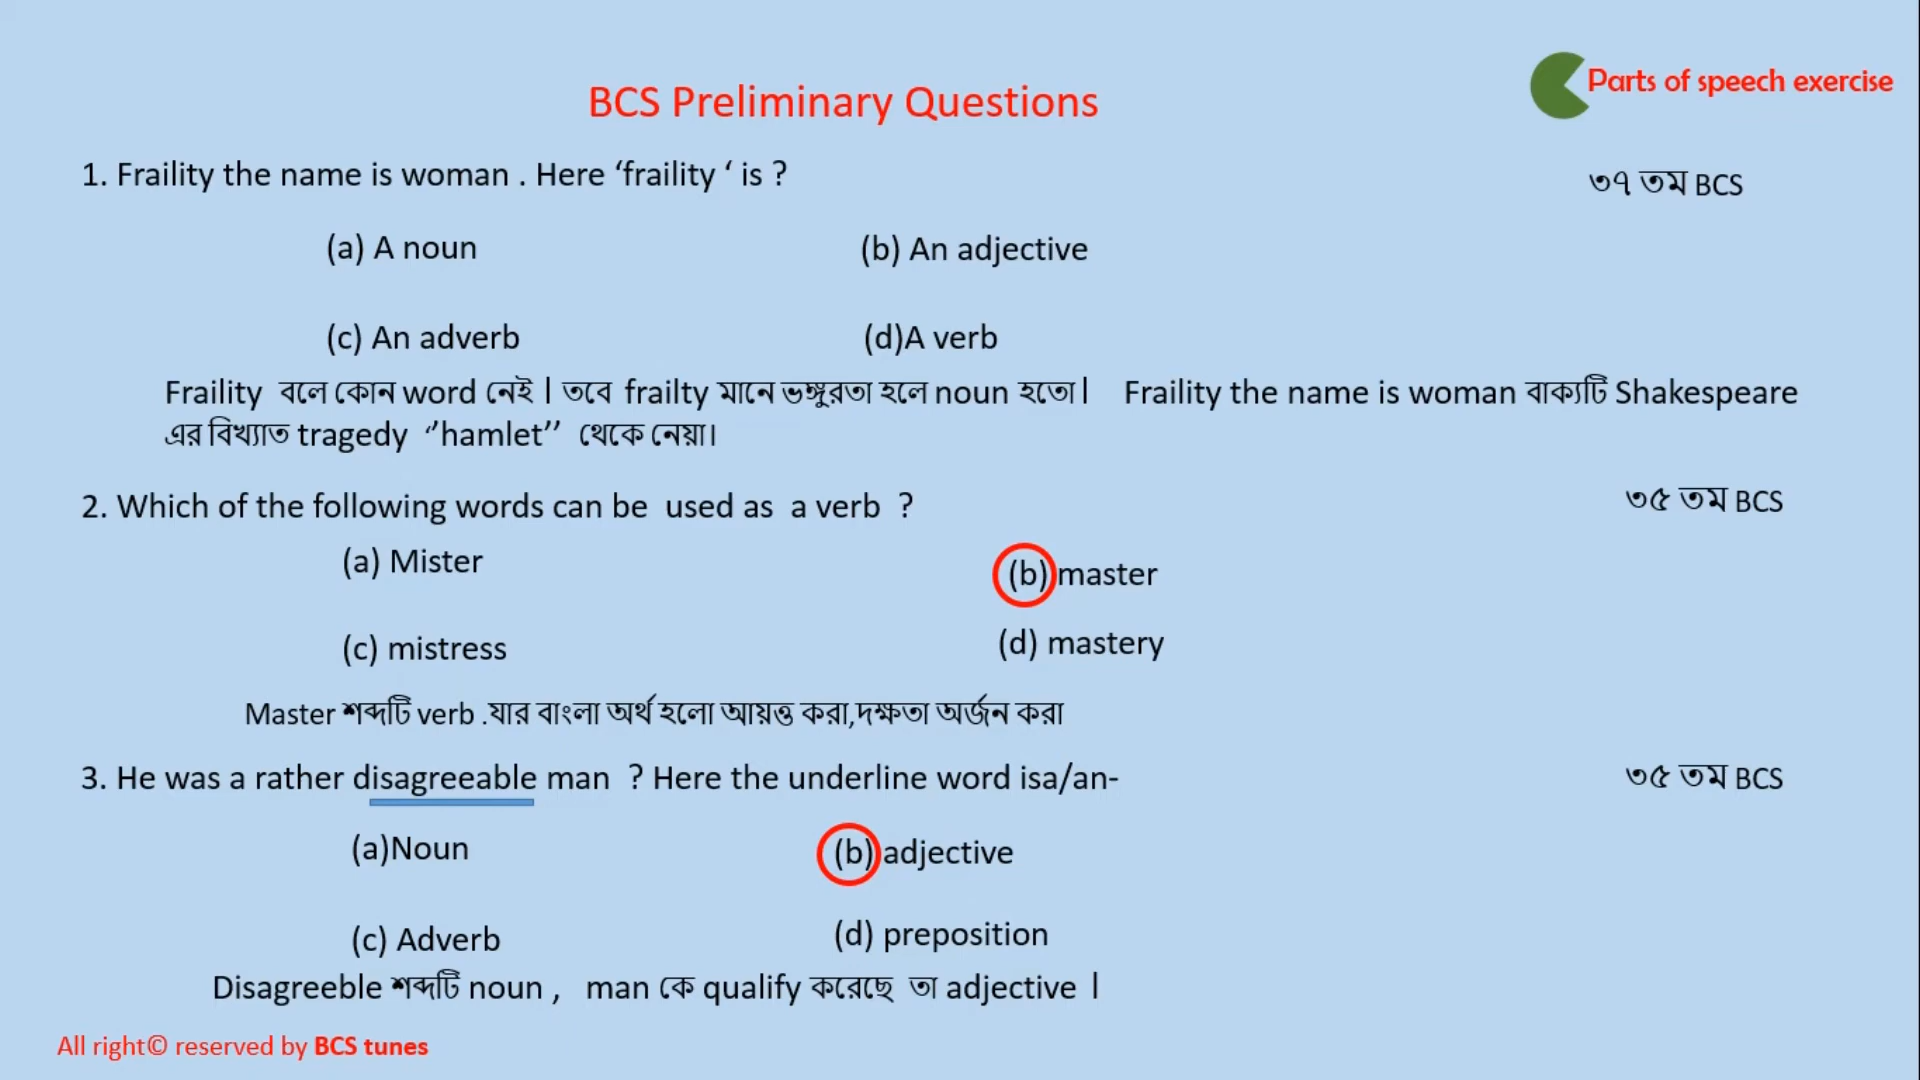 Parts of speech exercise
BCS Preliminary Questions
1. Fraility the name is woman . Here ‘fraility ‘ is ?
৩৭ তম BCS
(a) A noun
(b) An adjective
(c) An adverb
(d)A verb
Fraility বলে কোন word নেই। তবে frailty মানে ভঙ্গুরতা হলে noun হতো। Fraility the name is woman বাক্যটি Shakespeare
এর বিখ্যাত tragedy ‘’hamlet’’ থেকে নেয়া।
2. Which of the following words can be used as a verb ?
৩৫ তম BCS
(a) Mister
(b) master
(c) mistress
(d) mastery
Master শব্দটি verb .যার বাংলা অর্থ হলো আয়ত্ত করা,দক্ষতা অর্জন করা
3. He was a rather disagreeable man ? Here the underline word isa/an-
৩৫ তম BCS
(a)Noun
(b) adjective
(c) Adverb
(d) preposition
Disagreeble শব্দটি noun , man কে qualify করেছে তা adjective ।
All right© reserved by BCS tunes